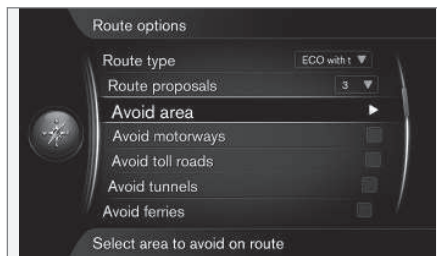 Route options
Route type ECO with t
Route proposals 3
Avoid area
Avoid motorways
Avoid toll roads
Avoid tunnels
Avoid ferries
Select area to avoid on route